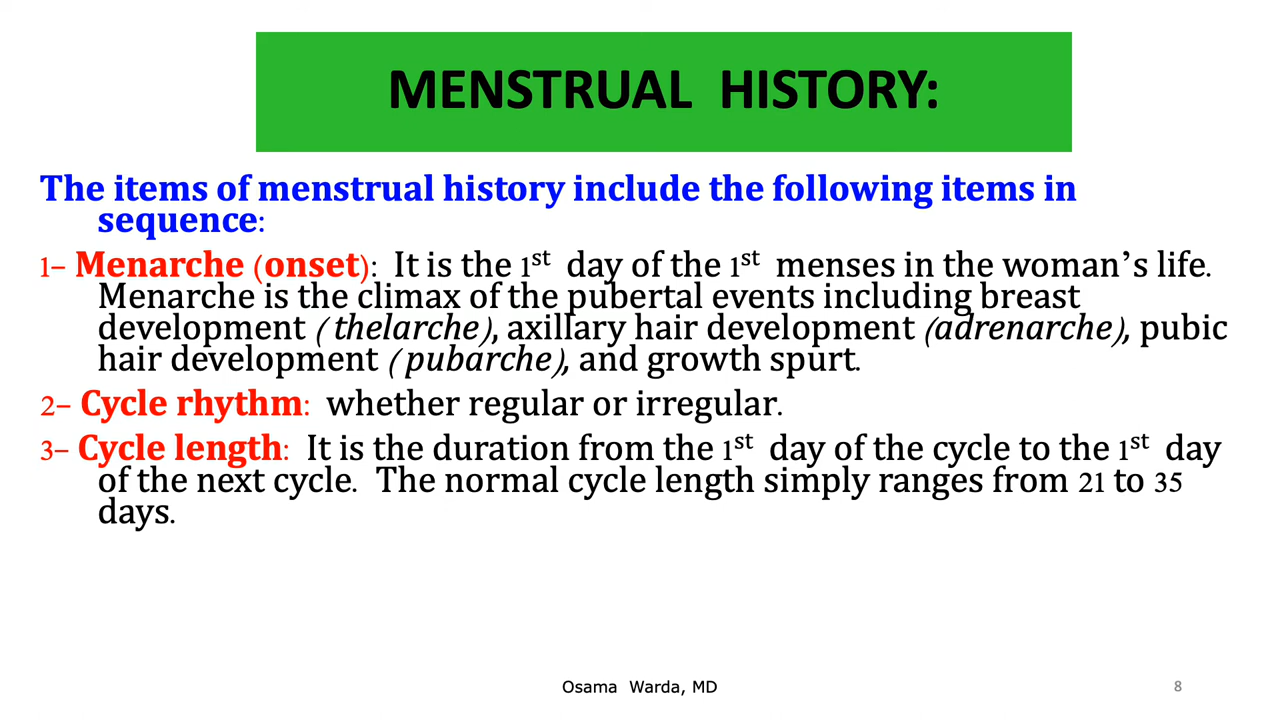 MENSTRUAL HISTORY:
The items of menstrual history include the following items in
sequence:
1– Menarche (onset): It is the 1st day of the 1st menses in the woman’s life.
Menarche is the climax of the pubertal events including breast
development ( thelarche), axillary hair development (adrenarche), pubic
hair development ( pubarche), and growth spurt.
2– Cycle rhythm: whether regular or irregular.
3– Cycle length: It is the duration from the 1st day of the cycle to the 1st day
of the next cycle. The normal cycle length simply ranges from 21 to 35
days.
Osama Warda, MD
8